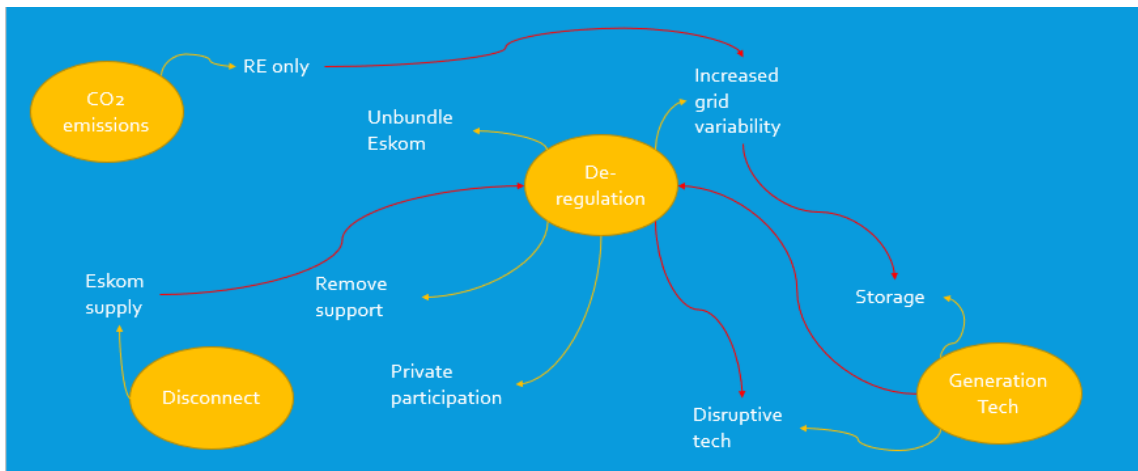 CO2
emissions
RE only
Unbundle
Eskom
De-
regulation
Increased
grid
variability
Eskom
supply
Remove
support
Storage
Disconnect
Private
participation
Disruptive
tech
Generation
Tech